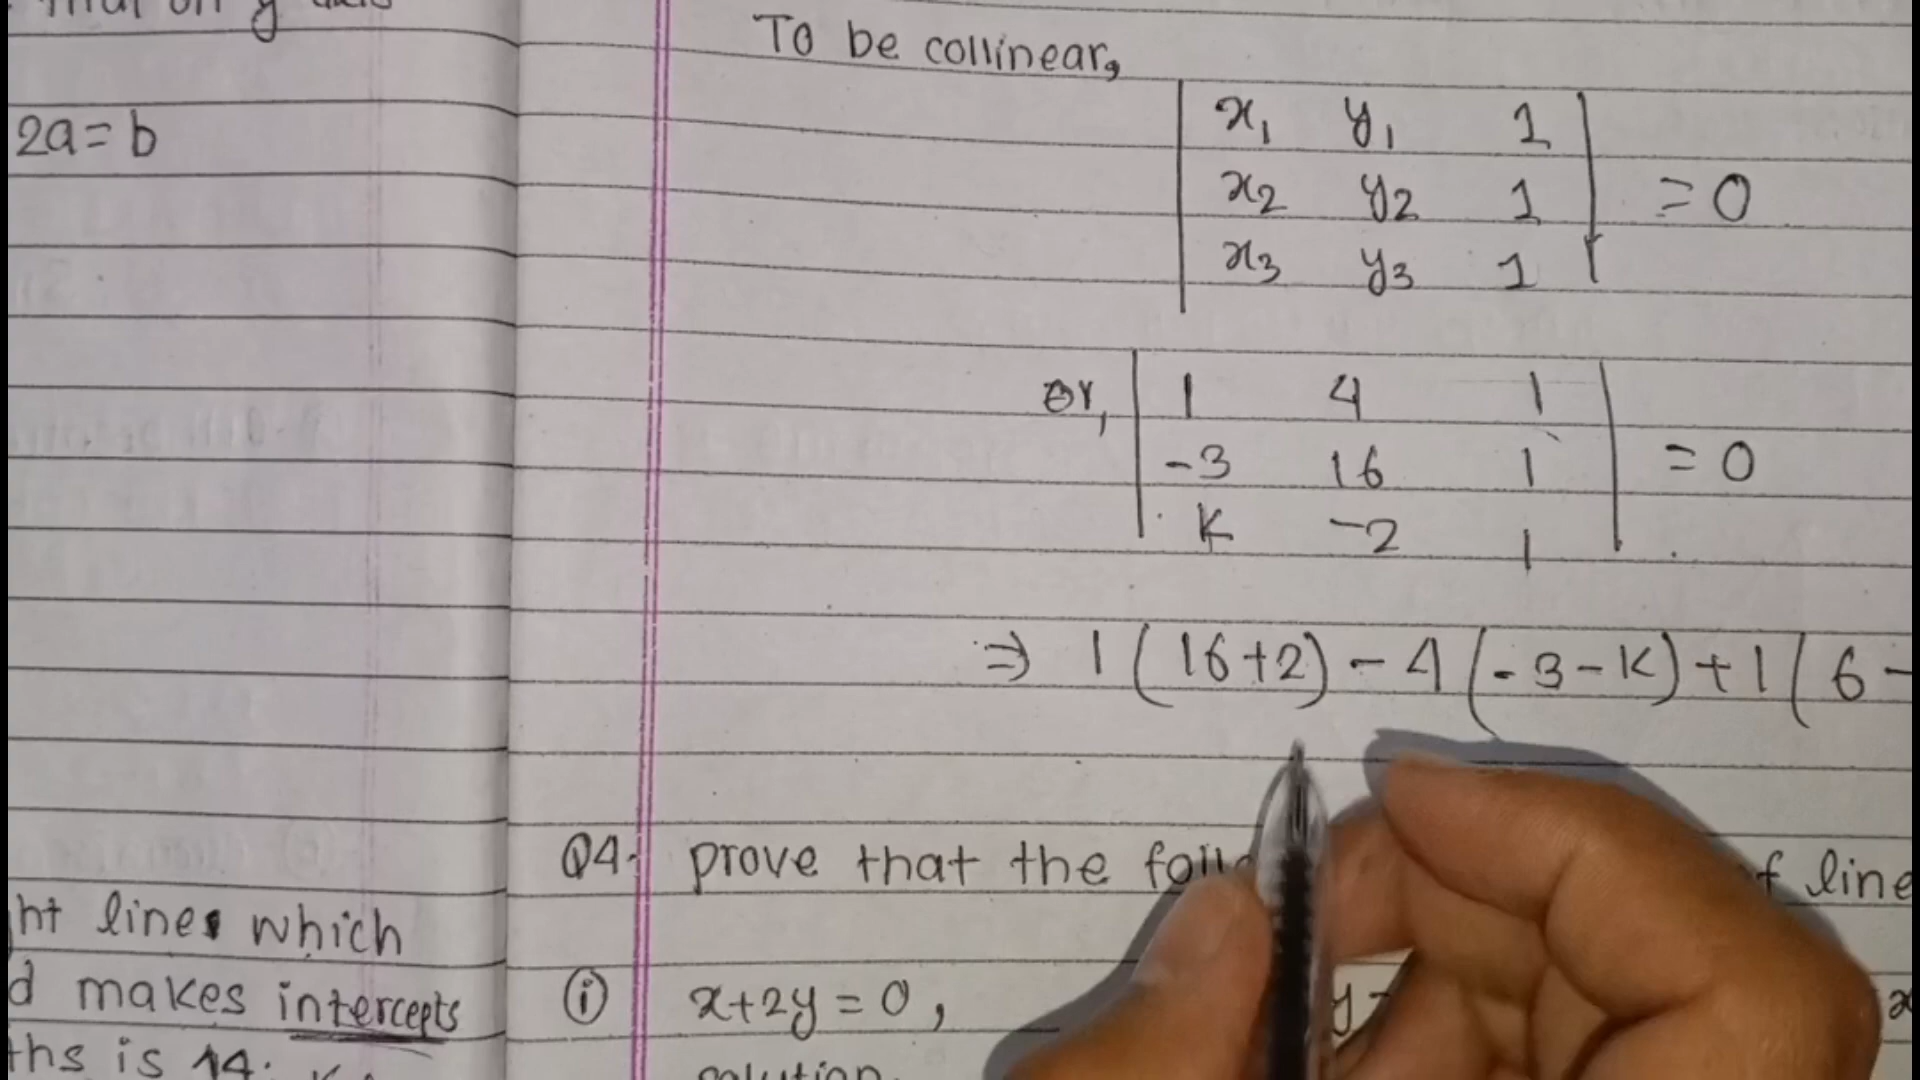 2a=b
ht lines which
d makes intercepts
ths is 14.
To be collinear,
x₁ y₁ 1
x₂ y₂ 1 = 0
x₃ y₃ 1
or, 1 4 1
-3 16 1 = 0
K -2 1
⇒ 1(16+2) - 4(-3-K) + 1(6-
Q4. prove that the f line
(i) x+2y=0, y-
solution